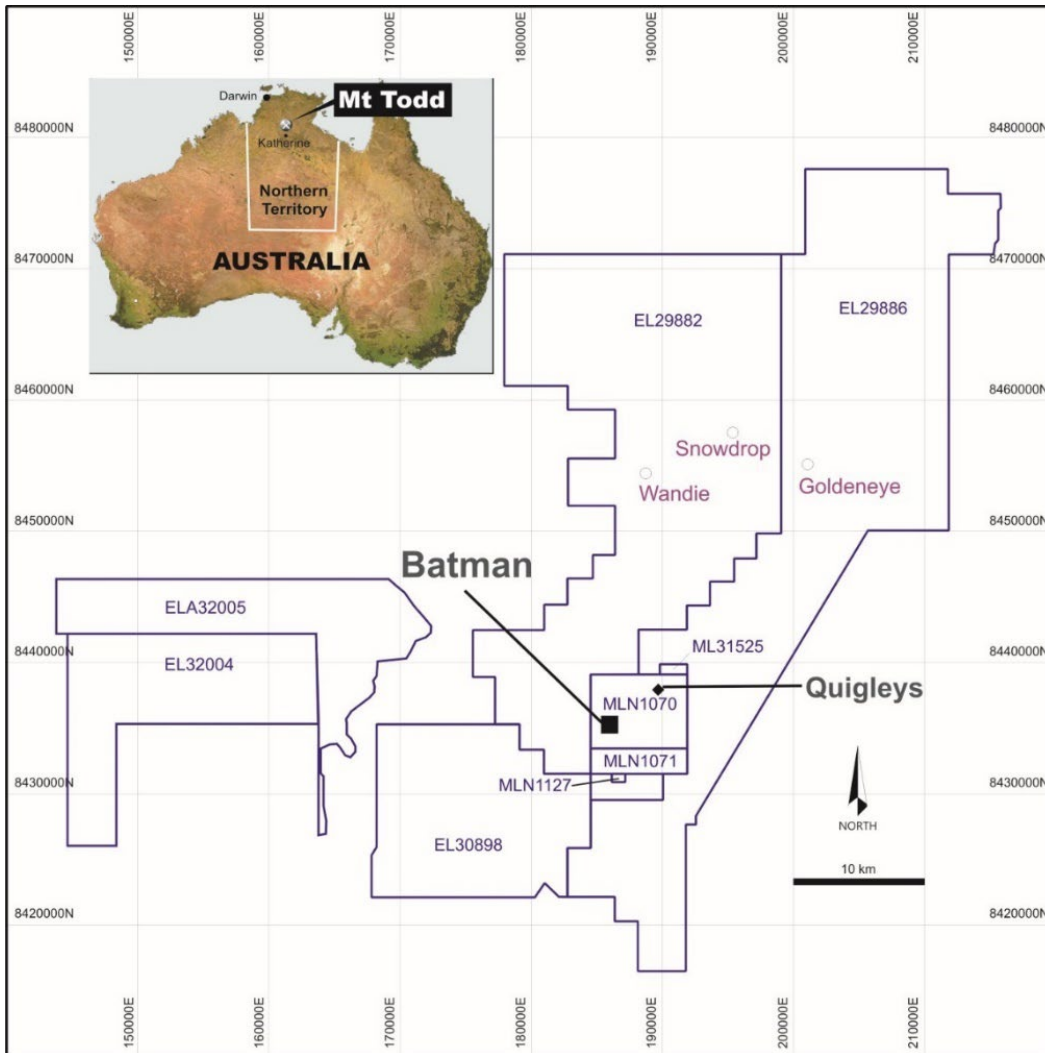 150000E
160000E
170000E
180000E
190000E
200000E
210000E
Darwin
Mt Todd
Katherine
Northern
Territory
AUSTRALIA
8480000N
8480000N
8470000N
8470000N
EL29882
EL29886
8460000N
8460000N
Snowdrop
Wandie
Goldeneye
8450000N
8450000N
Batman
ELA32005
EL32004
8440000N
8440000N
ML31525
Quigleys
MLN1070
MLN1071
MLN1127
8430000N
8430000N
EL30898
NORTH
10 km
8420000N
8420000N
150000E
160000E
170000E
180000E
190000E
200000E
210000E